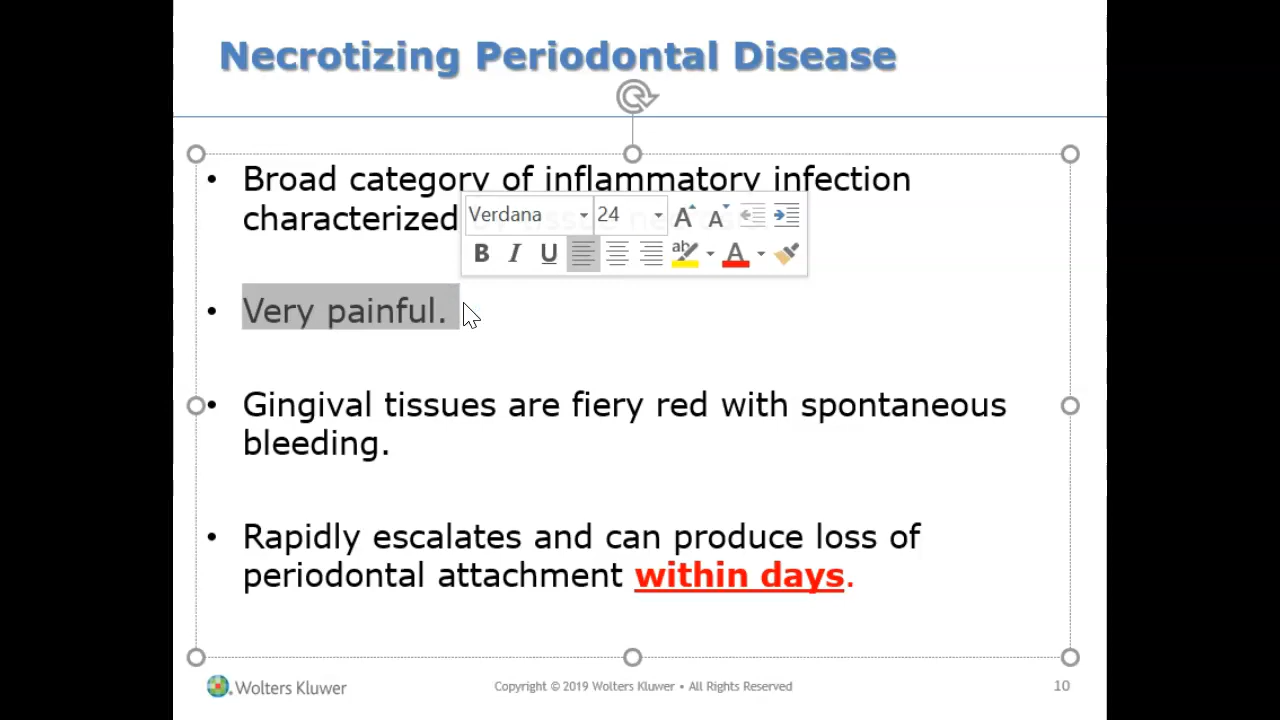 Necrotizing Periodontal Disease
• Broad category of inflammatory infection
characterized
Verdana 24 A A
B I U ab A
• Very painful.
• Gingival tissues are fiery red with spontaneous
bleeding.
• Rapidly escalates and can produce loss of
periodontal attachment within days.
Wolters Kluwer
Copyright © 2019 Wolters Kluwer • All Rights Reserved
10